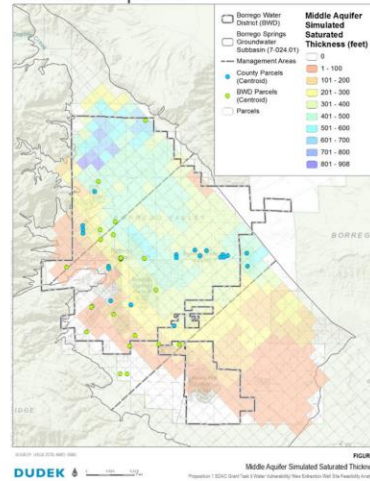 Borrego Water
District (BWD)
Borrego Springs
Groundwater
Subbasin (7-024.01)
Management Areas
County Parcels
(Centroid)
BWD Parcels
(Centroid)
Parcels
Middle Aquifer
Simulated
Saturated
Thickness (feet)
0
1 - 100
101 - 200
201 - 300
301 - 400
401 - 500
501 - 600
601 - 700
701 - 800
801 - 908
BORREG
IDGE
FIGUR
DUDEK
Middle Aquifer Simulated Saturated Thickn